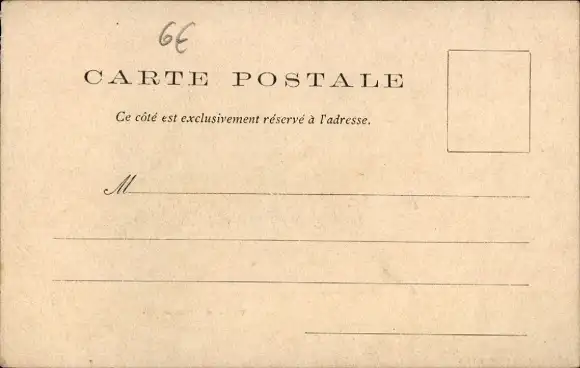 6€
CARTE POSTALE
Ce côté est exclusivement réservé à l'adresse.
M